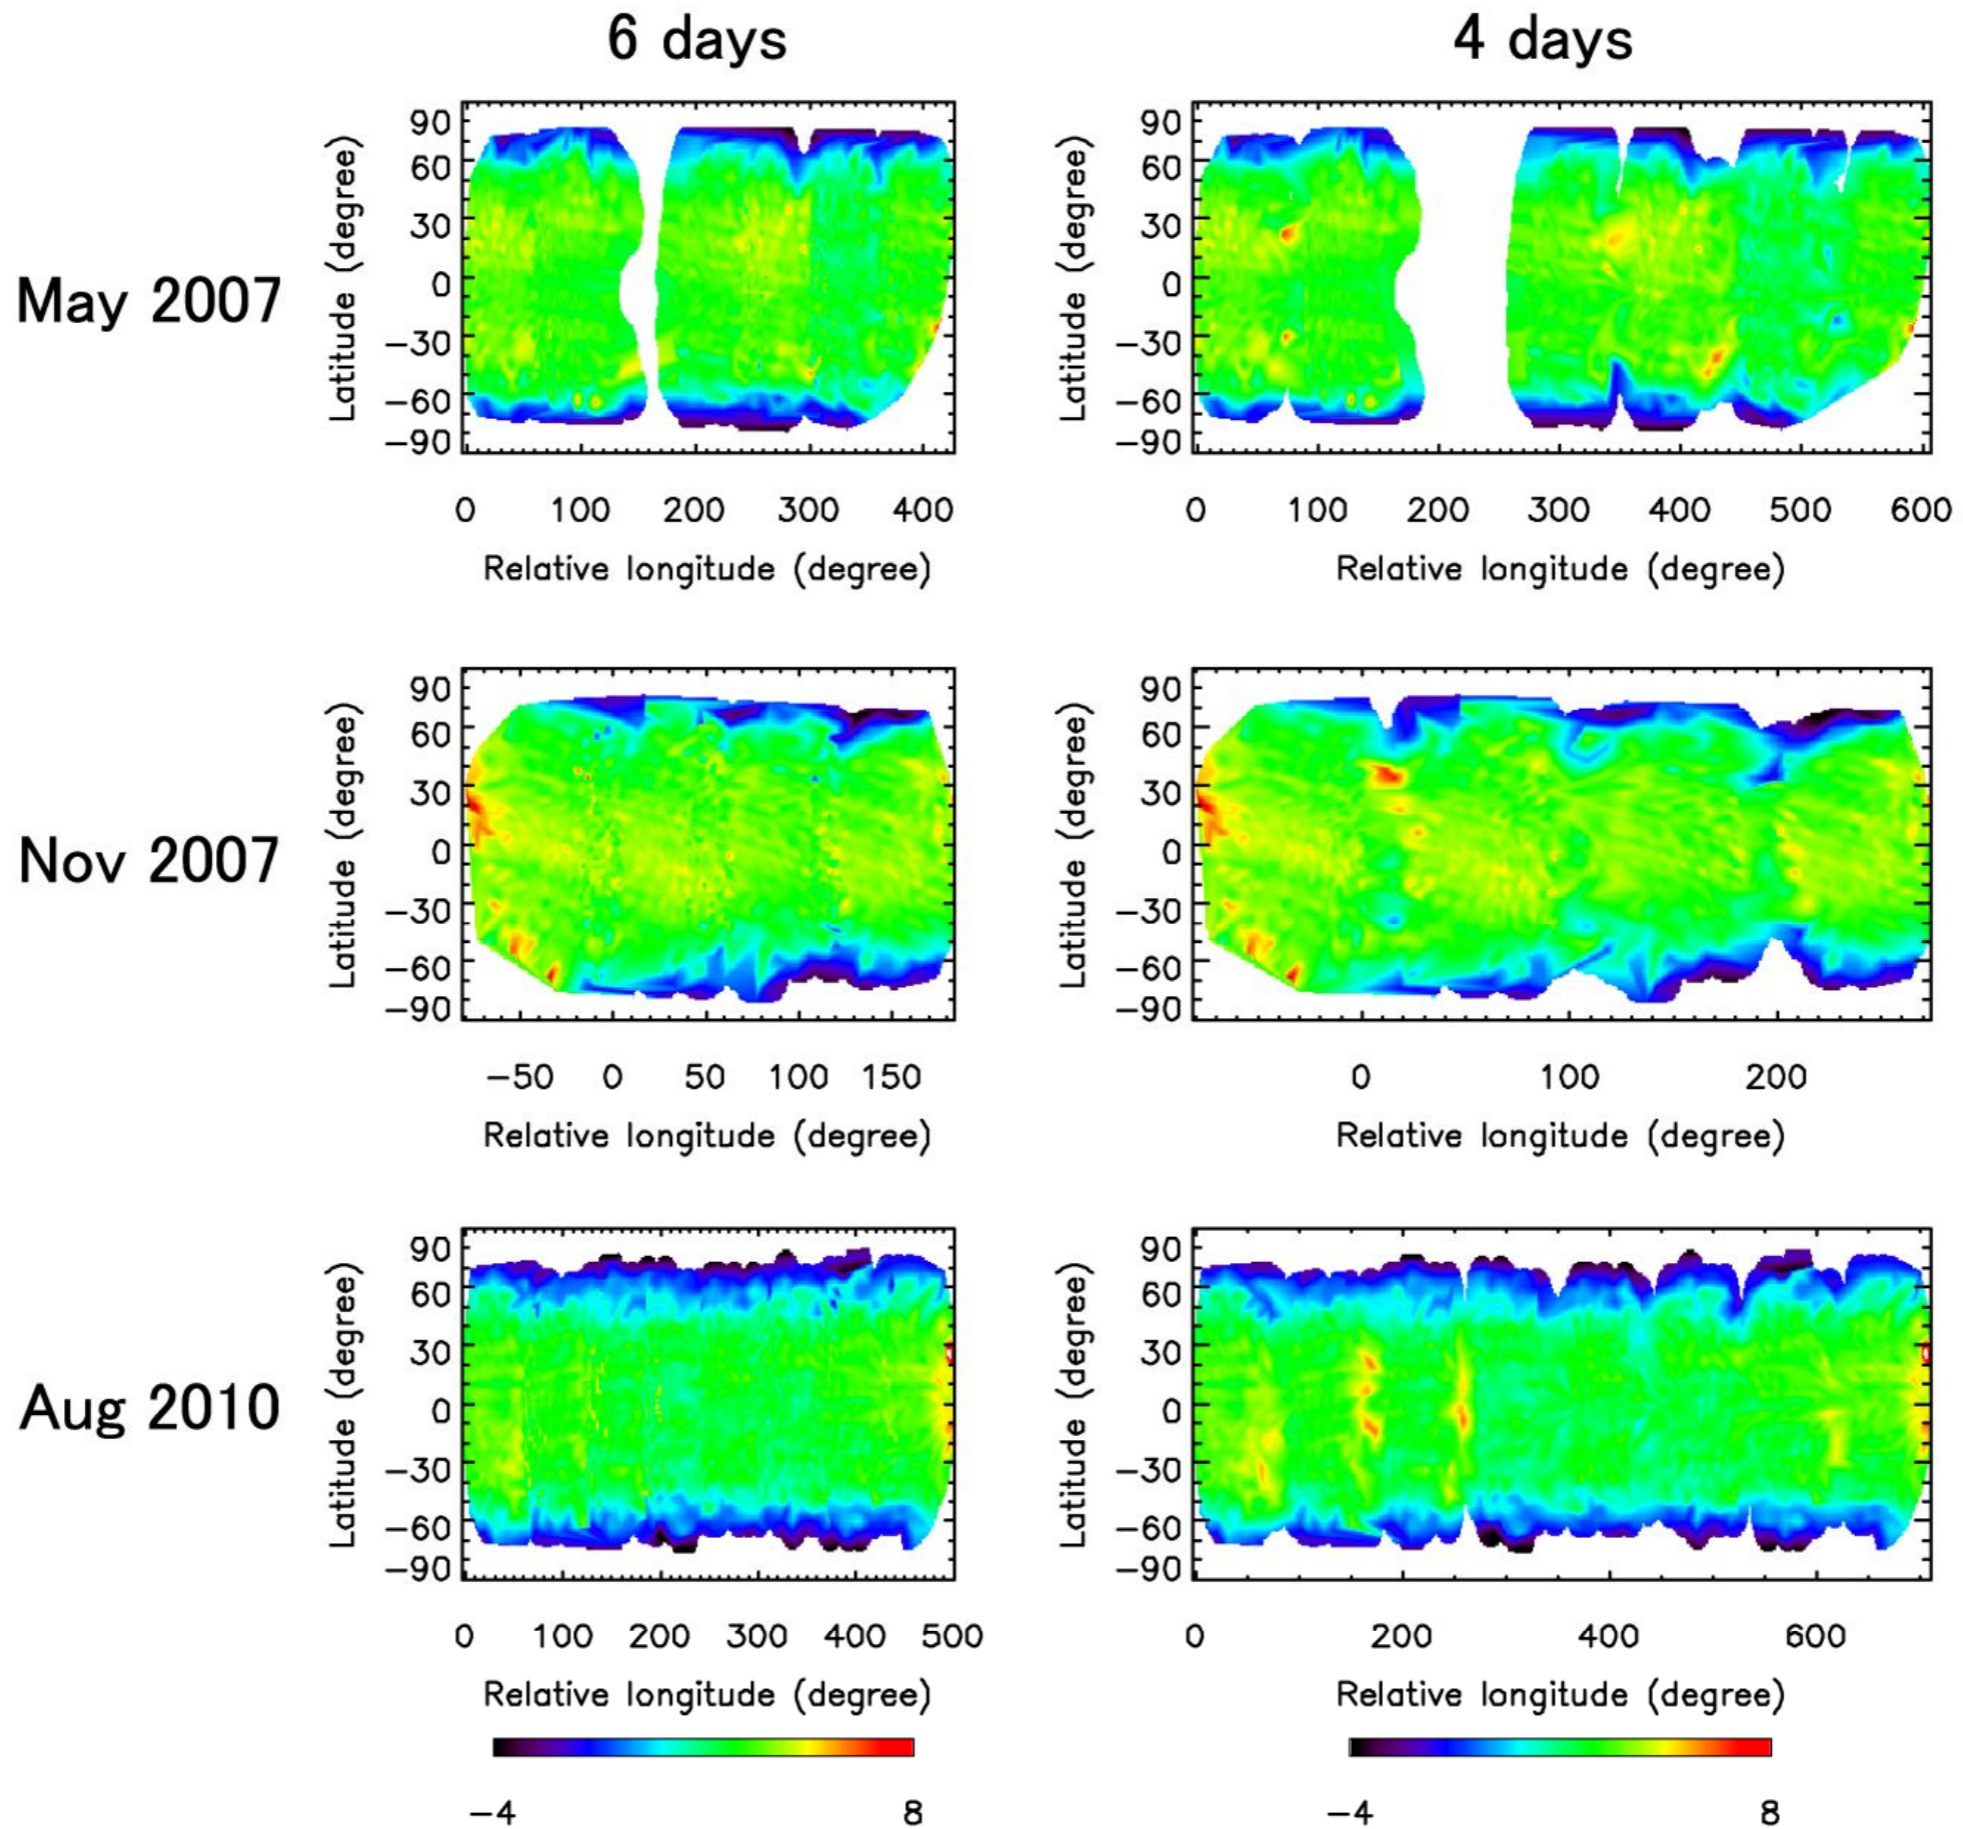 6 days
4 days
May 2007
90
60
30
0
−30
−60
−90
Latitude (degree)
0 100 200 300 400
Relative longitude (degree)
90
60
30
0
−30
−60
−90
Latitude (degree)
0 100 200 300 400 500 600
Relative longitude (degree)
Nov 2007
90
60
30
0
−30
−60
−90
Latitude (degree)
−50 0 50 100 150
Relative longitude (degree)
90
60
30
0
−30
−60
−90
Latitude (degree)
0 100 200
Relative longitude (degree)
Aug 2010
90
60
30
0
−30
−60
−90
Latitude (degree)
0 100 200 300 400 500
Relative longitude (degree)
90
60
30
0
−30
−60
−90
Latitude (degree)
0 200 400 600
Relative longitude (degree)
−4 8
−4 8